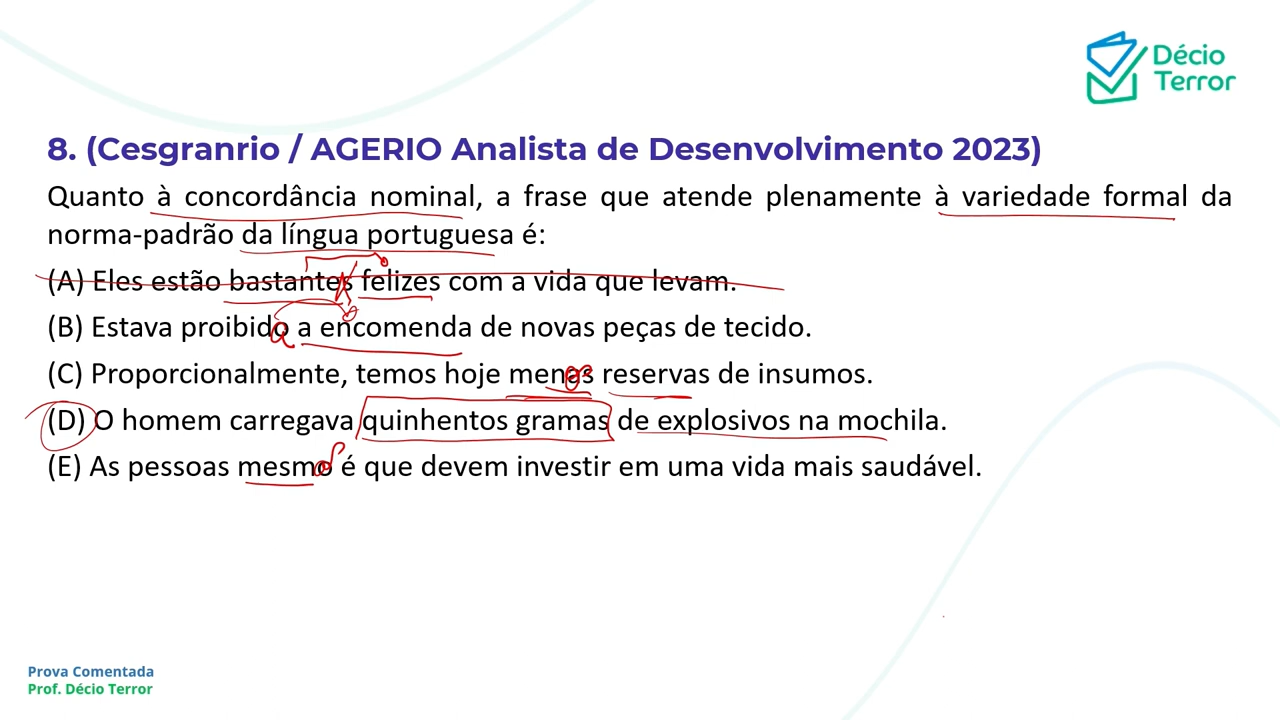 Décio
Terror
8. (Cesgranrio / AGERIO Analista de Desenvolvimento 2023)
Quanto à concordância nominal, a frase que atende plenamente à variedade formal da
norma-padrão da língua portuguesa é:
(A) Eles estão bastantes felizes com a vida que levam.
(B) Estava proibido a encomenda de novas peças de tecido.
(C) Proporcionalmente, temos hoje menas reservas de insumos.
(D) O homem carregava quinhentos gramas de explosivos na mochila.
(E) As pessoas mesmo é que devem investir em uma vida mais saudável.
Prova Comentada
Prof. Décio Terror